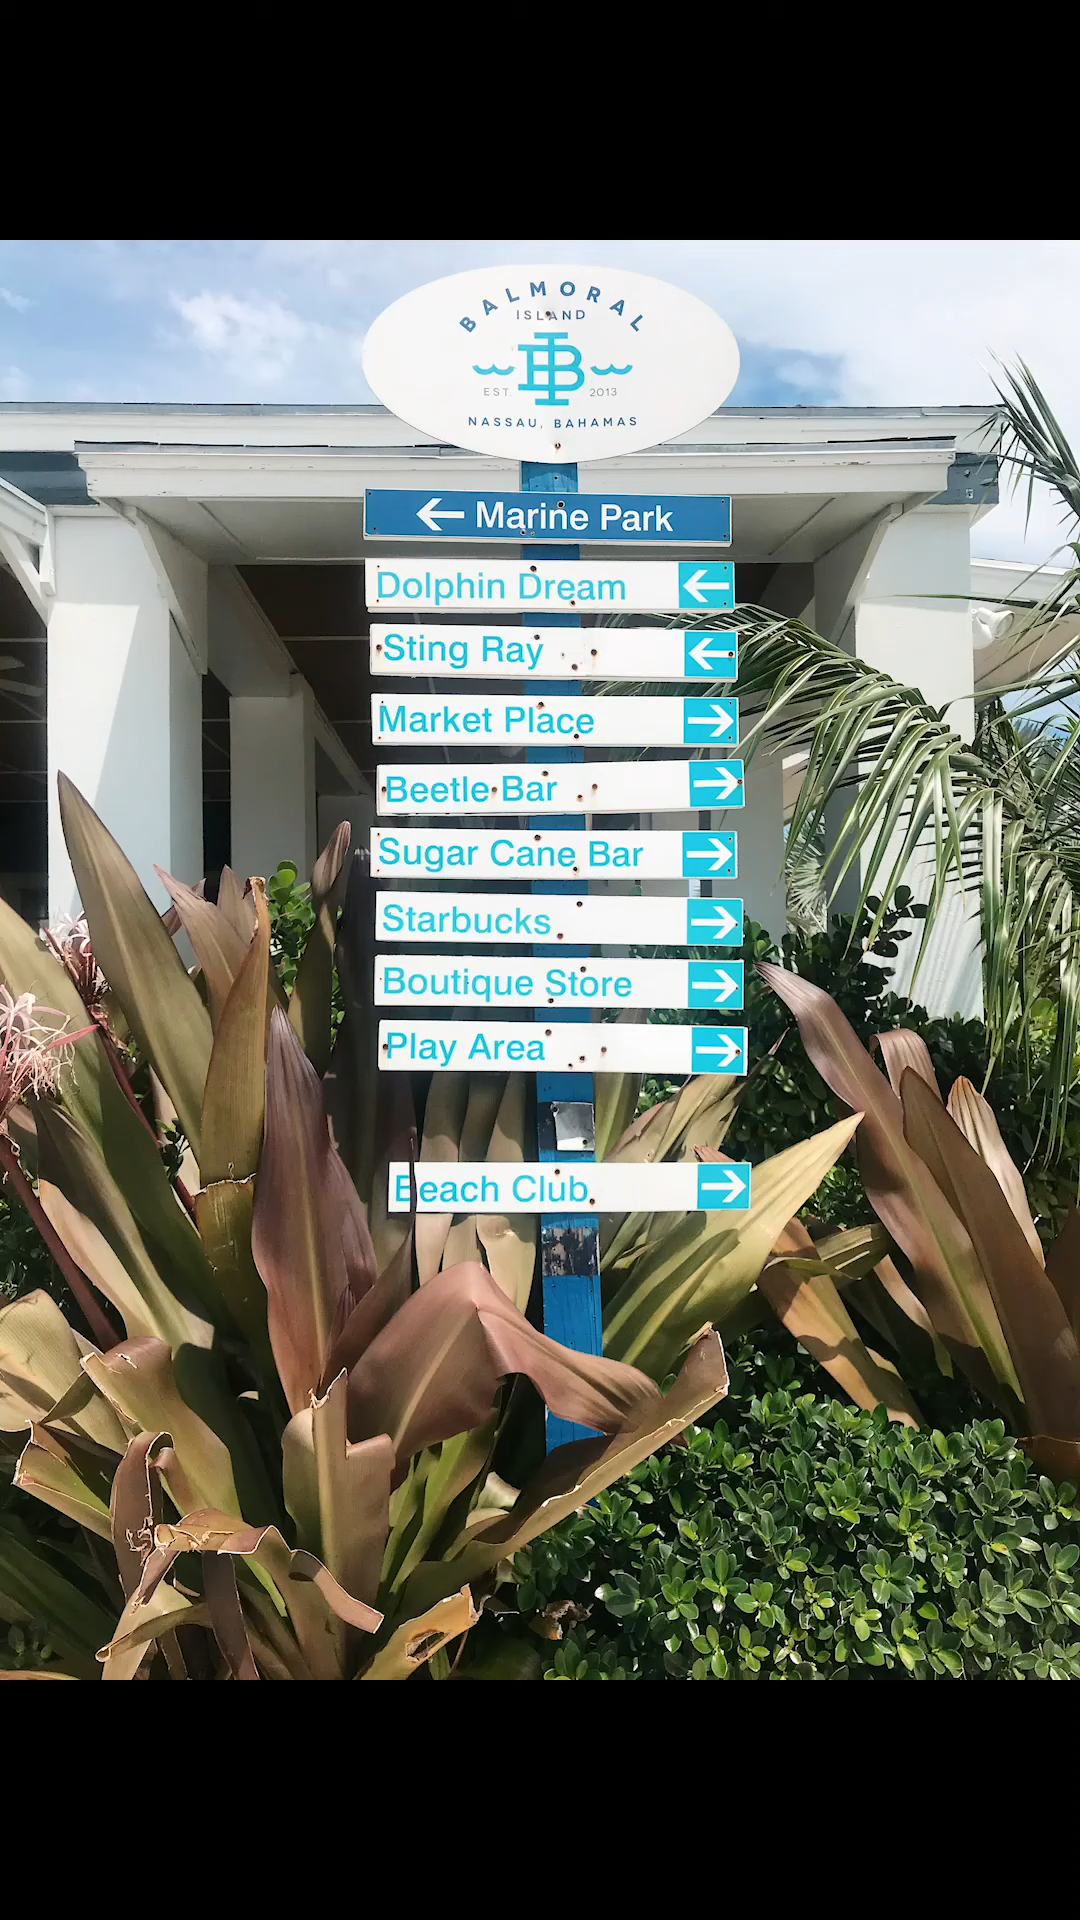 BALMORAL
ISLAND
IB
EST. 2013
NASSAU, BAHAMAS
← Marine Park
Dolphin Dream ←
Sting Ray ←
Market Place →
Beetle Bar →
Sugar Cane Bar →
Starbucks →
Boutique Store →
Play Area →
Beach Club →